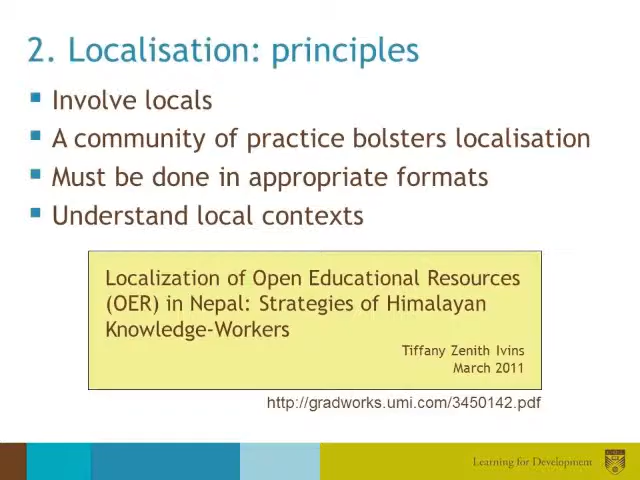 2. Localisation: principles
Involve locals
A community of practice bolsters localisation
Must be done in appropriate formats
Understand local contexts
Localization of Open Educational Resources
(OER) in Nepal: Strategies of Himalayan
Knowledge-Workers
Tiffany Zenith Ivins
March 2011
http://gradworks.umi.com/3450142.pdf
Learning for Development